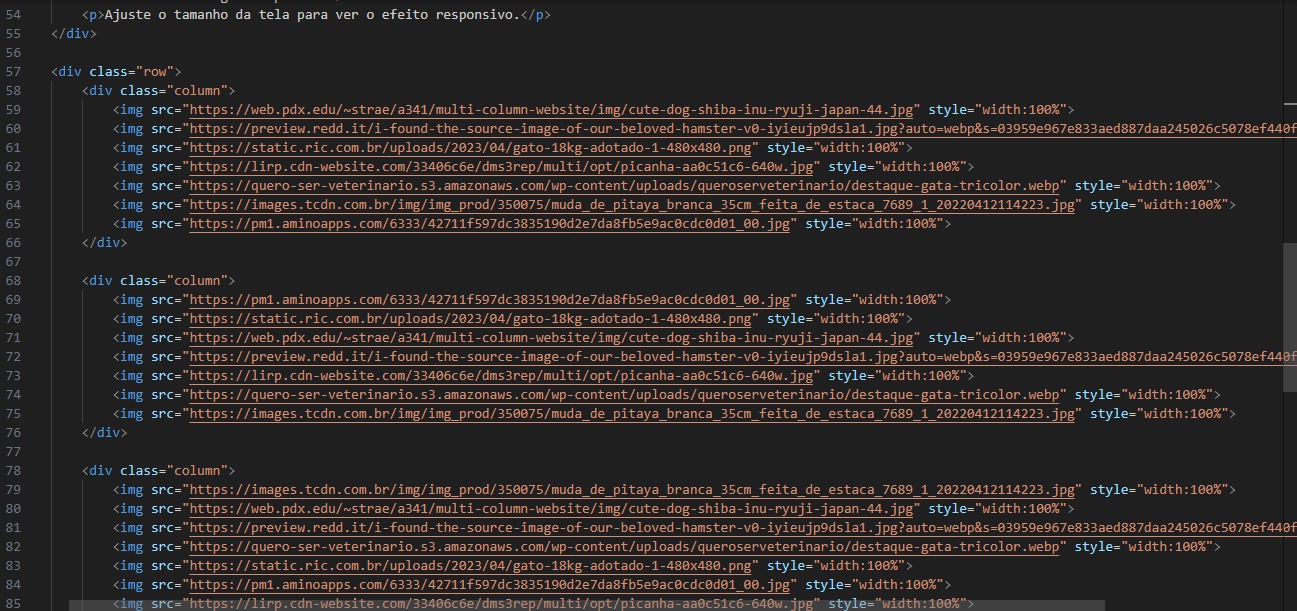 54 <p>Ajuste o tamanho da tela para ver o efeito responsivo.</p>
55 </div>
56
57 <div class="row">
58 <div class="column">
59 <img src="https://web.pdx.edu/~strae/a341/multi-column-website/img/cute-dog-shiba-inu-ryuji-japan-44.jpg" style="width:100%">
60 <img src="https://preview.redd.it/i-found-the-source-image-of-our-beloved-hamster-v0-iyieujp9dsla1.jpg?auto=webp&s=03959e967e833aed887daa245026c5078ef440f
61 <img src="https://static.ric.com.br/uploads/2023/04/gato-18kg-adotado-1-480x480.png" style="width:100%">
62 <img src="https://lirp.cdn-website.com/33406c6e/dms3rep/multi/opt/picanha-aa0c51c6-640w.jpg" style="width:100%">
63 <img src="https://quero-ser-veterinario.s3.amazonaws.com/wp-content/uploads/queroserveterinario/destaque-gata-tricolor.webp" style="width:100%">
64 <img src="https://images.tcdn.com.br/img/img_prod/350075/muda_de_pitaya_branca_35cm_feita_de_estaca_7689_1_20220412114223.jpg" style="width:100%">
65 <img src="https://pm1.aminoapps.com/6333/42711f597dc3835190d2e7da8fb5e9ac0cdc0d01_00.jpg" style="width:100%">
66 </div>
67
68 <div class="column">
69 <img src="https://pm1.aminoapps.com/6333/42711f597dc3835190d2e7da8fb5e9ac0cdc0d01_00.jpg" style="width:100%">
70 <img src="https://static.ric.com.br/uploads/2023/04/gato-18kg-adotado-1-480x480.png" style="width:100%">
71 <img src="https://web.pdx.edu/~strae/a341/multi-column-website/img/cute-dog-shiba-inu-ryuji-japan-44.jpg" style="width:100%">
72 <img src="https://preview.redd.it/i-found-the-source-image-of-our-beloved-hamster-v0-iyieujp9dsla1.jpg?auto=webp&s=03959e967e833aed887daa245026c5078ef440f
73 <img src="https://lirp.cdn-website.com/33406c6e/dms3rep/multi/opt/picanha-aa0c51c6-640w.jpg" style="width:100%">
74 <img src="https://quero-ser-veterinario.s3.amazonaws.com/wp-content/uploads/queroserveterinario/destaque-gata-tricolor.webp" style="width:100%">
75 <img src="https://images.tcdn.com.br/img/img_prod/350075/muda_de_pitaya_branca_35cm_feita_de_estaca_7689_1_20220412114223.jpg" style="width:100%">
76 </div>
77
78 <div class="column">
79 <img src="https://images.tcdn.com.br/img/img_prod/350075/muda_de_pitaya_branca_35cm_feita_de_estaca_7689_1_20220412114223.jpg" style="width:100%">
80 <img src="https://web.pdx.edu/~strae/a341/multi-column-website/img/cute-dog-shiba-inu-ryuji-japan-44.jpg" style="width:100%">
81 <img src="https://preview.redd.it/i-found-the-source-image-of-our-beloved-hamster-v0-iyieujp9dsla1.jpg?auto=webp&s=03959e967e833aed887daa245026c5078ef440f
82 <img src="https://quero-ser-veterinario.s3.amazonaws.com/wp-content/uploads/queroserveterinario/destaque-gata-tricolor.webp" style="width:100%">
83 <img src="https://static.ric.com.br/uploads/2023/04/gato-18kg-adotado-1-480x480.png" style="width:100%">
84 <img src="https://pm1.aminoapps.com/6333/42711f597dc3835190d2e7da8fb5e9ac0cdc0d01_00.jpg" style="width:100%">
85 <img src="https://lirp.cdn-website.com/33406c6e/dms3rep/multi/opt/picanha-aa0c51c6-640w.jpg" style="width:100%">